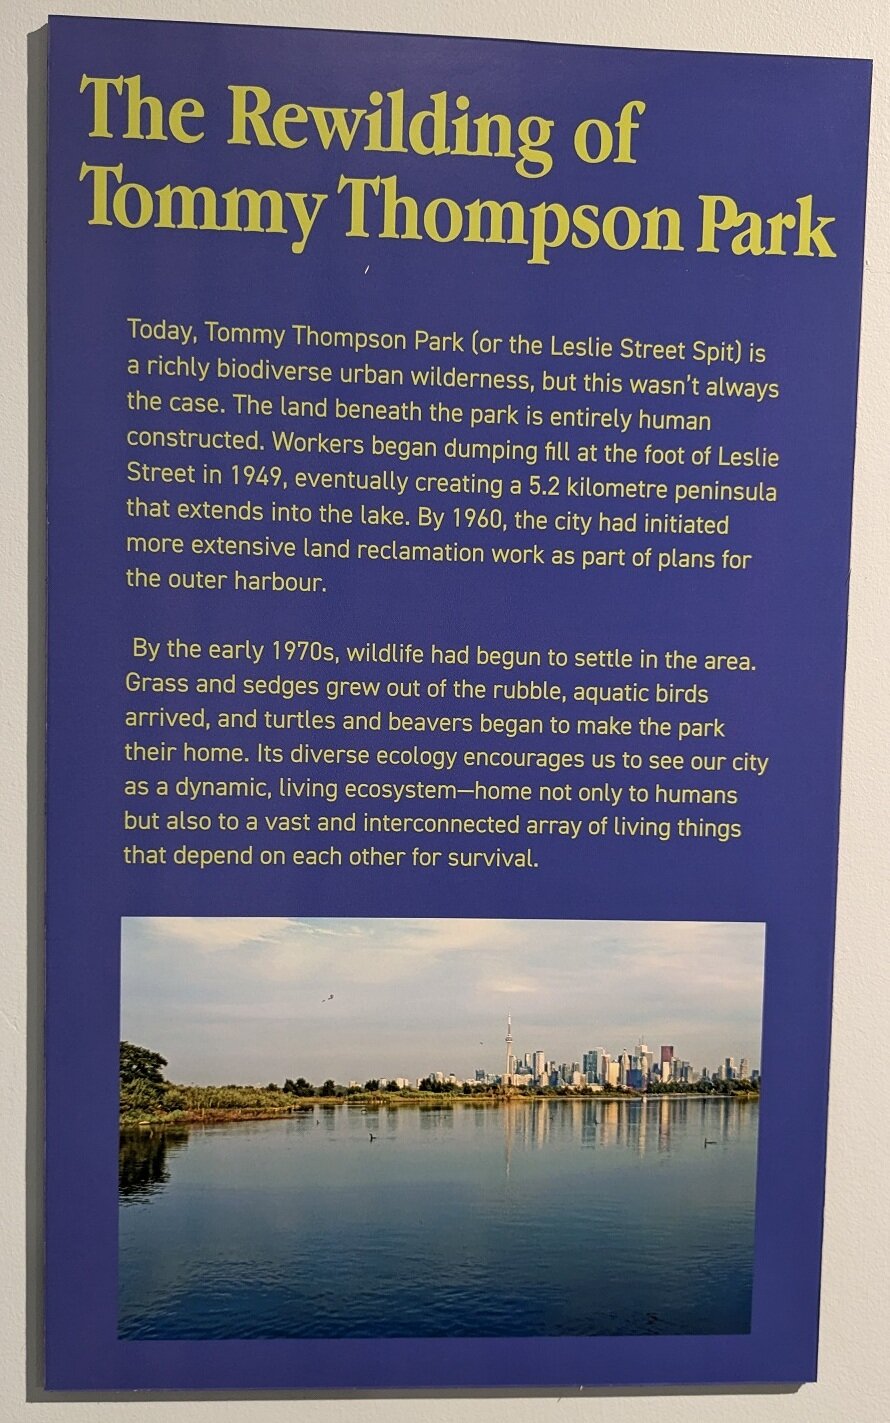 The Rewilding of
Tommy Thompson Park
Today, Tommy Thompson Park (or the Leslie Street Spit) is
a richly biodiverse urban wilderness, but this wasn't always
the case. The land beneath the park is entirely human
constructed. Workers began dumping fill at the foot of Leslie
Street in 1949, eventually creating a 5.2 kilometre peninsula
that extends into the lake. By 1960, the city had initiated
more extensive land reclamation work as part of plans for
the outer harbour.
By the early 1970s, wildlife had begun to settle in the area.
Grass and sedges grew out of the rubble, aquatic birds
arrived, and turtles and beavers began to make the park
their home. Its diverse ecology encourages us to see our city
as a dynamic, living ecosystem—home not only to humans
but also to a vast and interconnected array of living things
that depend on each other for survival.